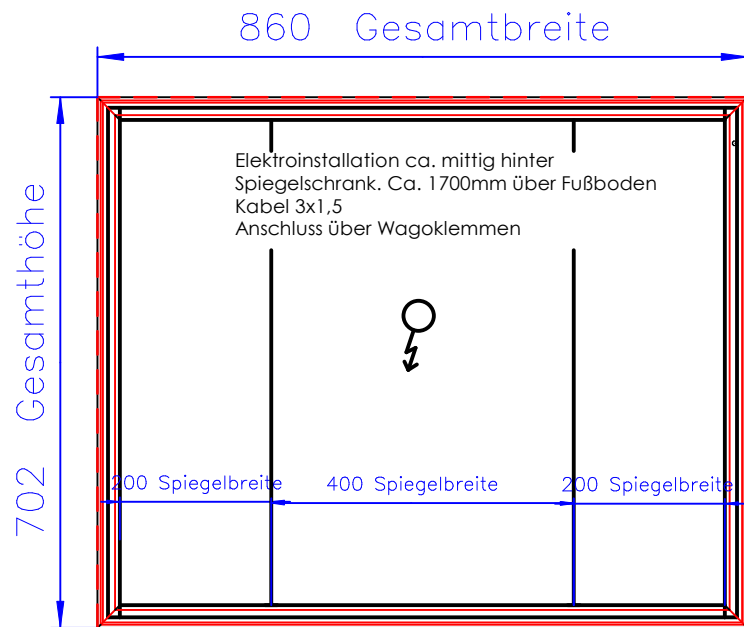 860 Gesamtbreite
Elektroinstallation ca. mittig hinter
Spiegelschrank. Ca. 1700mm über Fußboden
Kabel 3x1,5
Anschluss über Wagoklemmen
702 Gesamthöhe
200 Spiegelbreite
400 Spiegelbreite
200 Spiegelbreite